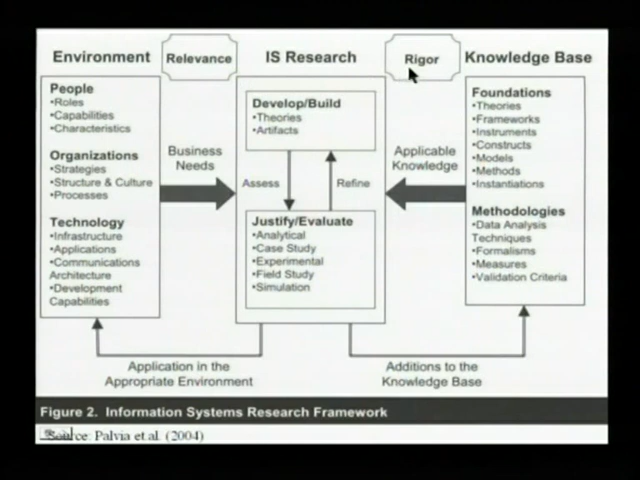 Environment
Relevance
IS Research
Rigor
Knowledge Base
People
•Roles
•Capabilities
•Characteristics
Organizations
•Strategies
•Structure & Culture
•Processes
Technology
•Infrastructure
•Applications
•Communications
Architecture
•Development
Capabilities
Business
Needs
Develop/Build
•Theories
•Artifacts
Assess
Refine
Justify/Evaluate
•Analytical
•Case Study
•Experimental
•Field Study
•Simulation
Applicable
Knowledge
Foundations
•Theories
•Frameworks
•Instruments
•Constructs
•Models
•Methods
•Instantiations
Methodologies
•Data Analysis
Techniques
•Formalisms
•Measures
•Validation Criteria
Application in the
Appropriate Environment
Additions to the
Knowledge Base
Figure 2. Information Systems Research Framework
Source: Palvia et al. (2004)